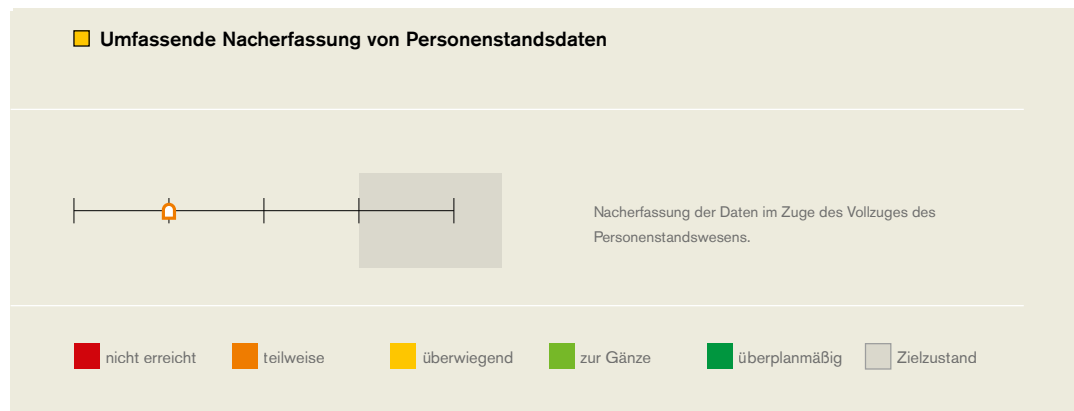 Umfassende Nacherfassung von Personenstandsdaten
Nacherfassung der Daten im Zuge des Vollzuges des
Personenstandswesens.
nicht erreicht teilweise überwiegend zur Gänze überplanmäßig Zielzustand